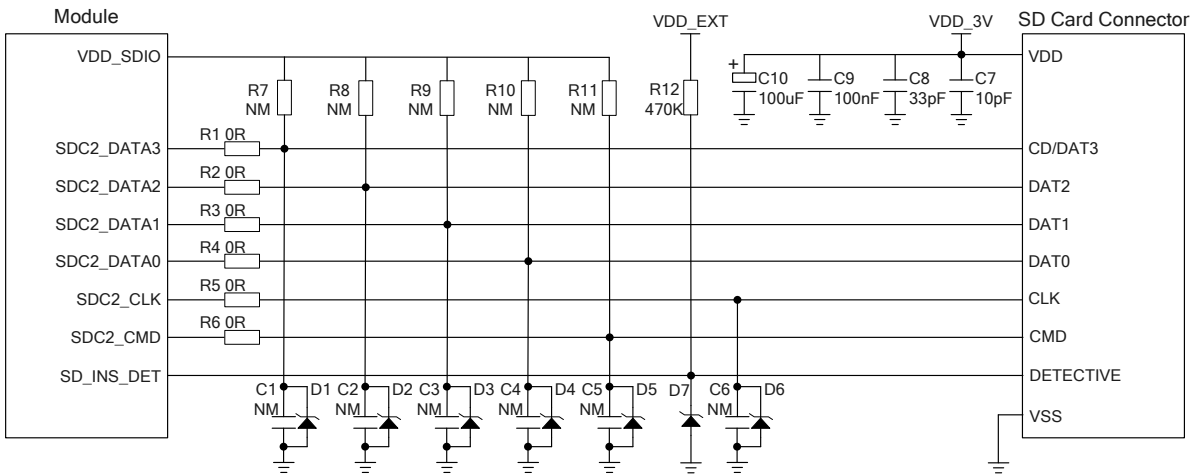 Module
VDD_EXT
VDD_3V
SD Card Connector
VDD_SDIO
VDD
R7
NM
R8
NM
R9
NM
R10
NM
R11
NM
R12
470K
+
C10
100uF
C9
100nF
C8
33pF
C7
10pF
SDC2_DATA3
R1 0R
CD/DAT3
SDC2_DATA2
R2 0R
DAT2
SDC2_DATA1
R3 0R
DAT1
SDC2_DATA0
R4 0R
DAT0
SDC2_CLK
R5 0R
CLK
SDC2_CMD
R6 0R
CMD
SD_INS_DET
DETECTIVE
C1
NM
D1
C2
NM
D2
C3
NM
D3
C4
NM
D4
C5
NM
D5
D7
C6
NM
D6
VSS